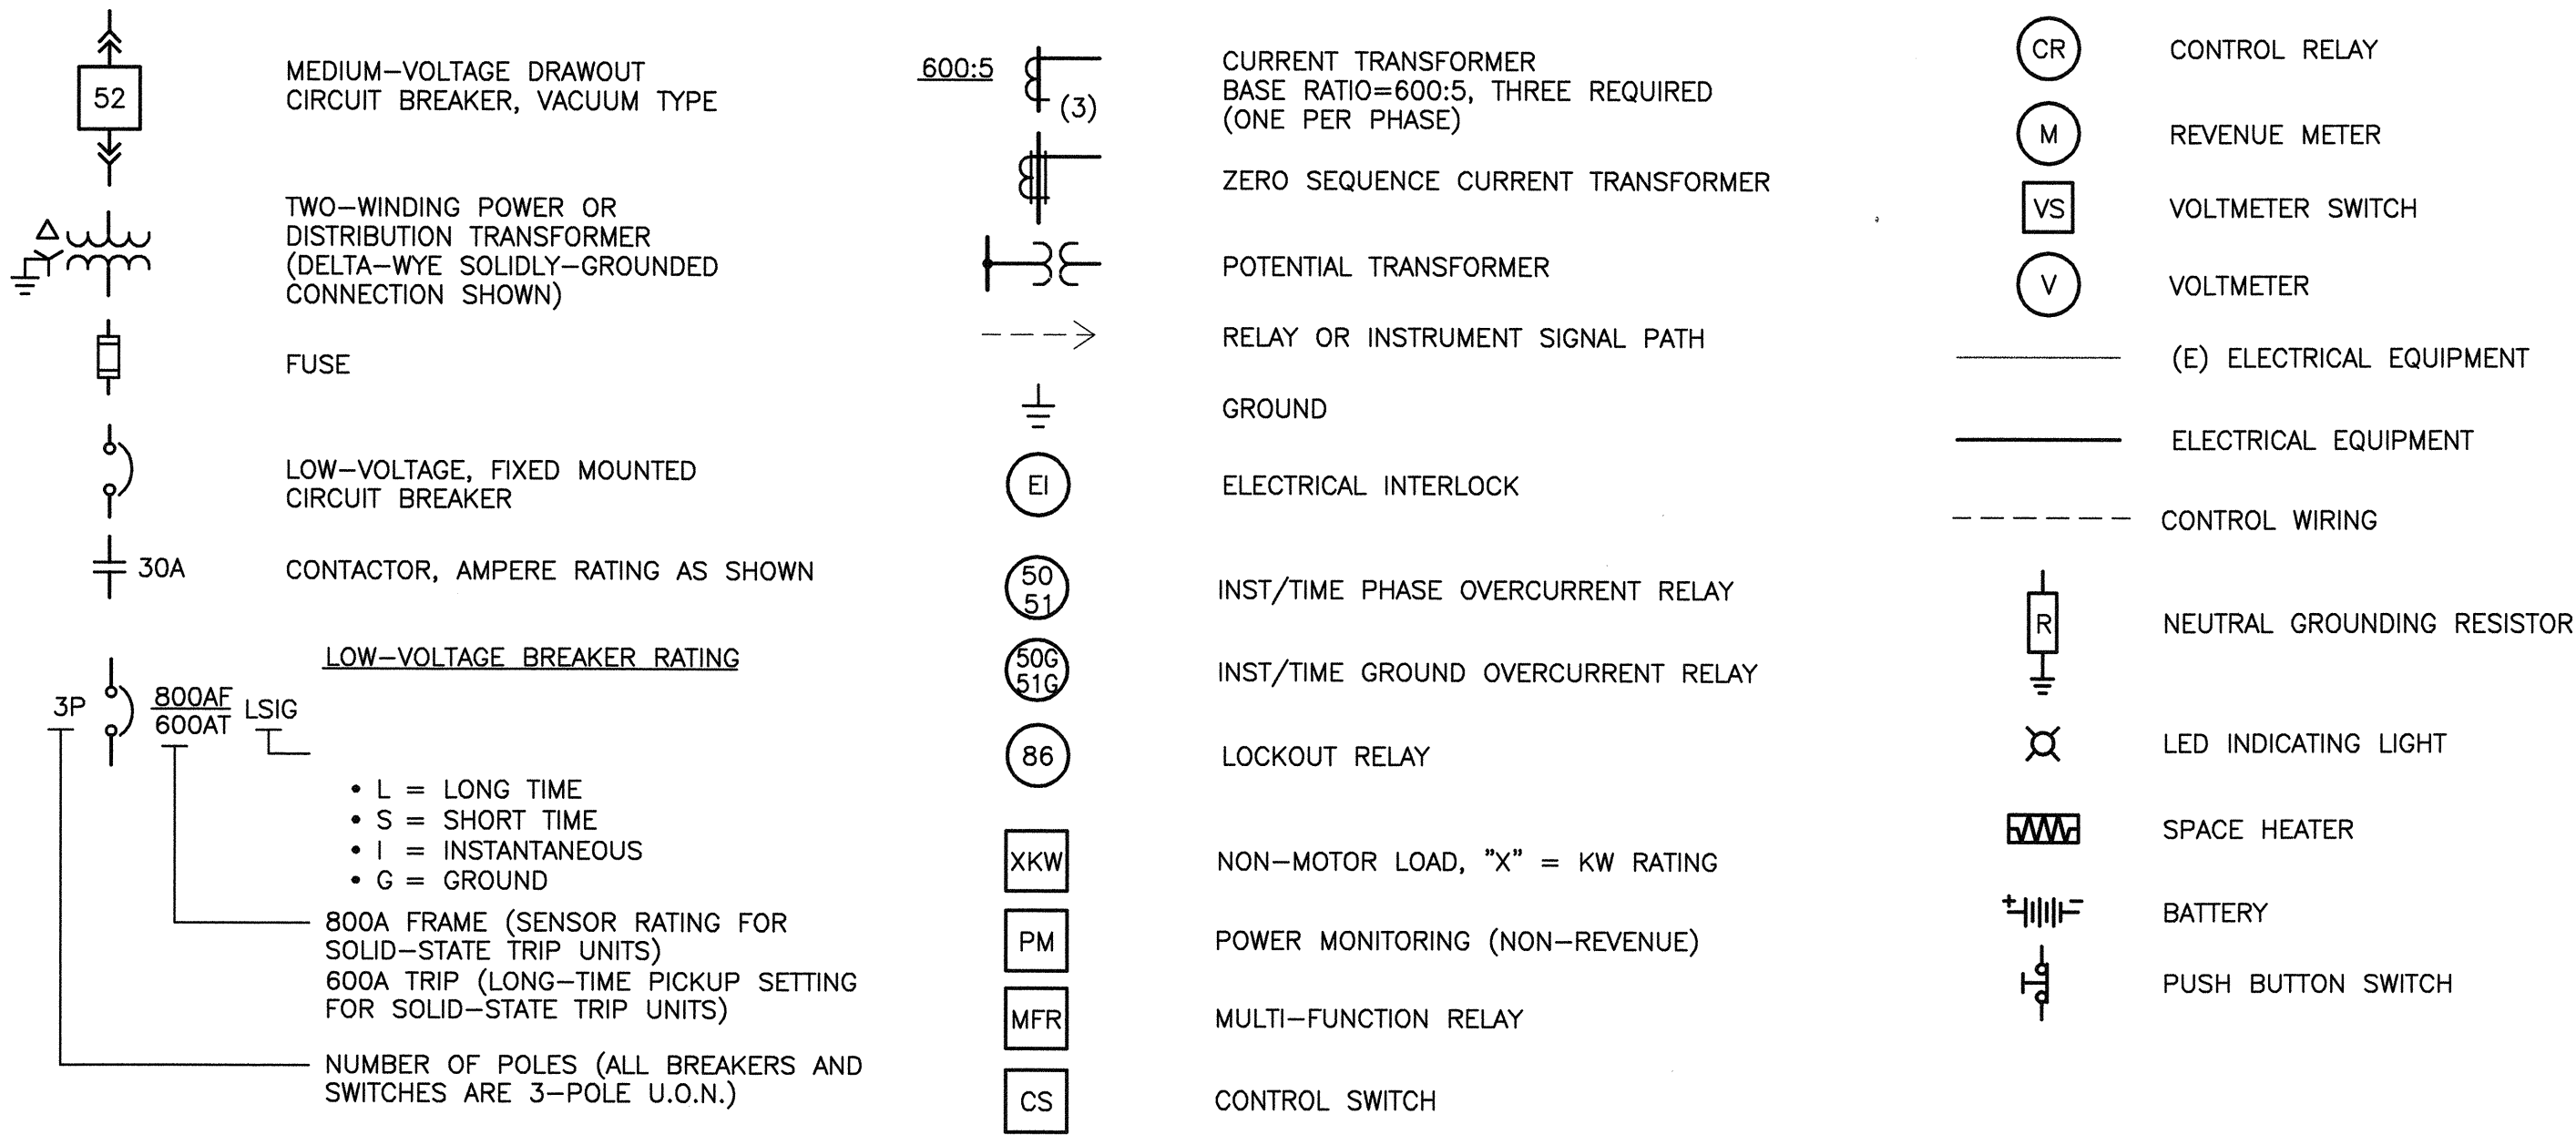 52
MEDIUM-VOLTAGE DRAWOUT
CIRCUIT BREAKER, VACUUM TYPE
TWO-WINDING POWER OR
DISTRIBUTION TRANSFORMER
(DELTA-WYE SOLIDLY-GROUNDED
CONNECTION SHOWN)
FUSE
LOW-VOLTAGE, FIXED MOUNTED
CIRCUIT BREAKER
30A
CONTACTOR, AMPERE RATING AS SHOWN
LOW-VOLTAGE BREAKER RATING
3P
800AF
600AT
LSIG
• L = LONG TIME
• S = SHORT TIME
• I = INSTANTANEOUS
• G = GROUND
800A FRAME (SENSOR RATING FOR
SOLID-STATE TRIP UNITS)
600A TRIP (LONG-TIME PICKUP SETTING
FOR SOLID-STATE TRIP UNITS)
NUMBER OF POLES (ALL BREAKERS AND
SWITCHES ARE 3-POLE U.O.N.)
600:5
(3)
CURRENT TRANSFORMER
BASE RATIO=600:5, THREE REQUIRED
(ONE PER PHASE)
ZERO SEQUENCE CURRENT TRANSFORMER
POTENTIAL TRANSFORMER
RELAY OR INSTRUMENT SIGNAL PATH
GROUND
EI
ELECTRICAL INTERLOCK
50
51
INST/TIME PHASE OVERCURRENT RELAY
50G
51G
INST/TIME GROUND OVERCURRENT RELAY
86
LOCKOUT RELAY
XKW
NON-MOTOR LOAD, "X" = KW RATING
PM
POWER MONITORING (NON-REVENUE)
MFR
MULTI-FUNCTION RELAY
CS
CONTROL SWITCH
CR
CONTROL RELAY
M
REVENUE METER
VS
VOLTMETER SWITCH
V
VOLTMETER
(E) ELECTRICAL EQUIPMENT
ELECTRICAL EQUIPMENT
CONTROL WIRING
R
NEUTRAL GROUNDING RESISTOR
LED INDICATING LIGHT
SPACE HEATER
+ -
BATTERY
PUSH BUTTON SWITCH